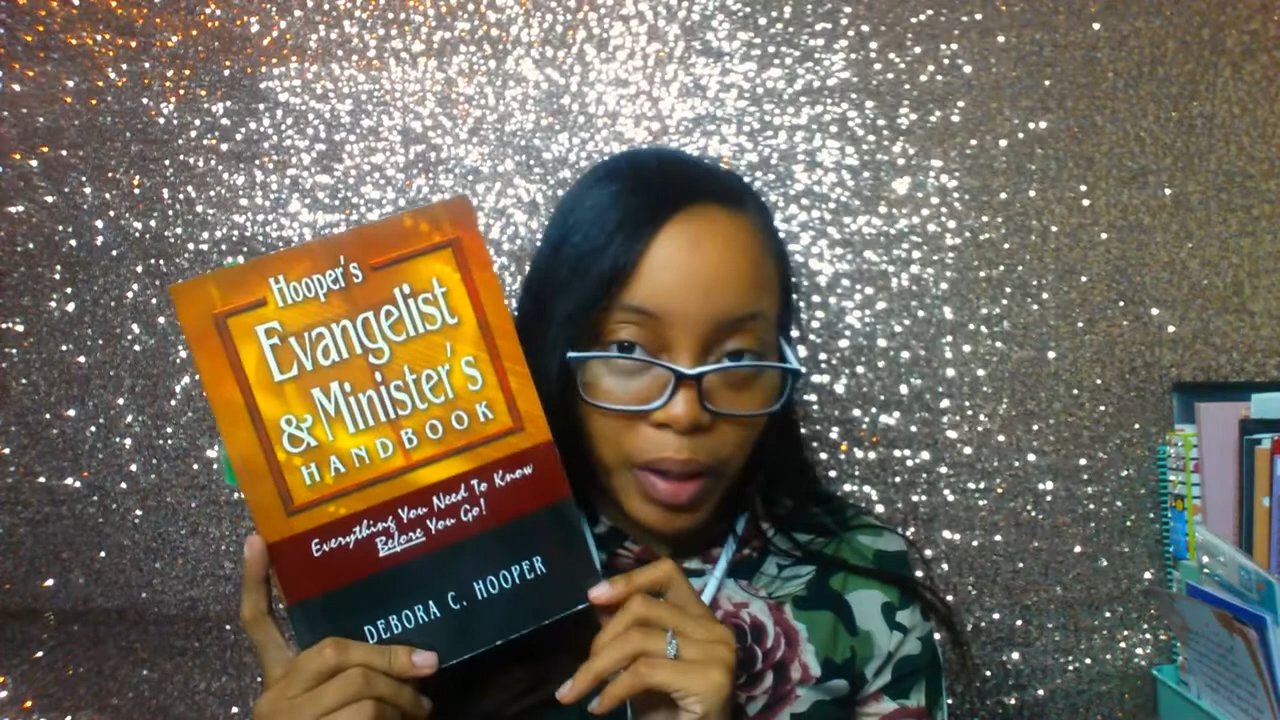 Hooper's
Evangelist
& Minister's
HANDBOOK
Everything You Need To Know
Before You Go!
DEBORA C. HOOPER